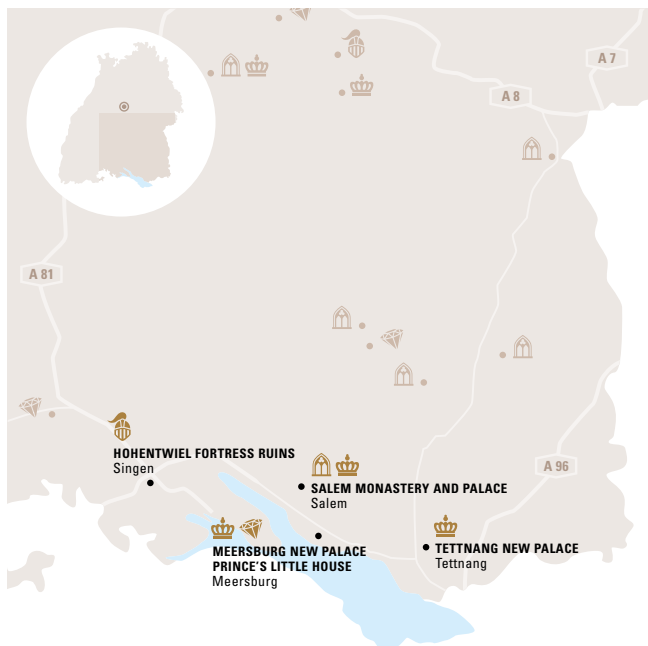 A 7
A 8
A 81
HOHENTWIEL FORTRESS RUINS
Singen
A 96
SALEM MONASTERY AND PALACE
Salem
MEERSBURG NEW PALACE
PRINCE'S LITTLE HOUSE
Meersburg
TETTNANG NEW PALACE
Tettnang